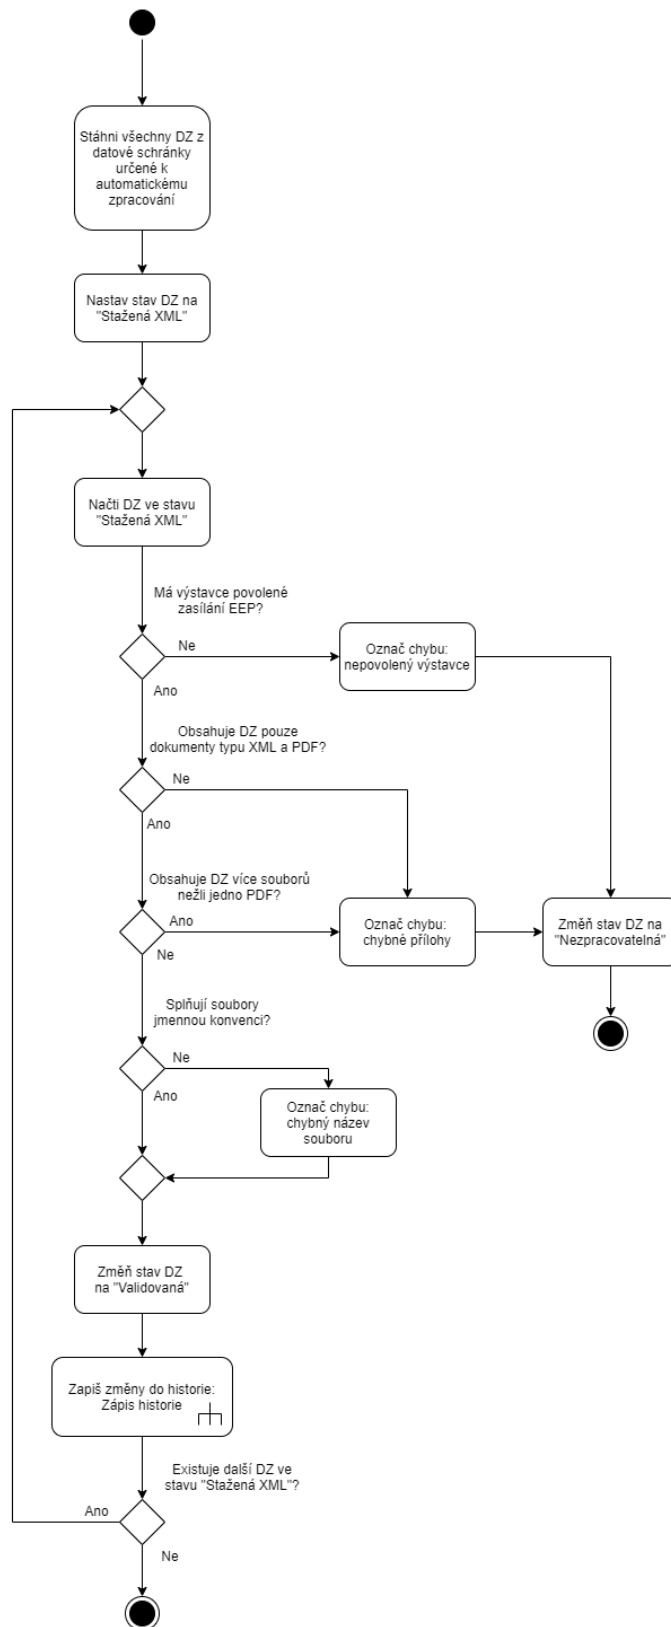 Stáhni všechny DZ z
datové schránky
určené k
automatickému
zpracování
Nastav stav DZ na
"Stažená XML"
Načti DZ ve stavu
"Stažená XML"
Má výstavce povolené
zasílání EEP?
Ne
Označ chybu:
nepovolený výstavce
Ano
Obsahuje DZ pouze
dokumenty typu XML a PDF?
Ne
Ano
Obsahuje DZ více souborů
nežli jedno PDF?
Ano
Označ chybu:
chybné přílohy
Změň stav DZ na
"Nezpracovatelná"
Ne
Splňují soubory
jmennou konvenci?
Ne
Ano
Označ chybu:
chybný název
souboru
Změň stav DZ
na "Validovaná"
Zapiš změny do historie:
Zápis historie
Existuje další DZ ve
stavu "Stažená XML"?
Ano
Ne